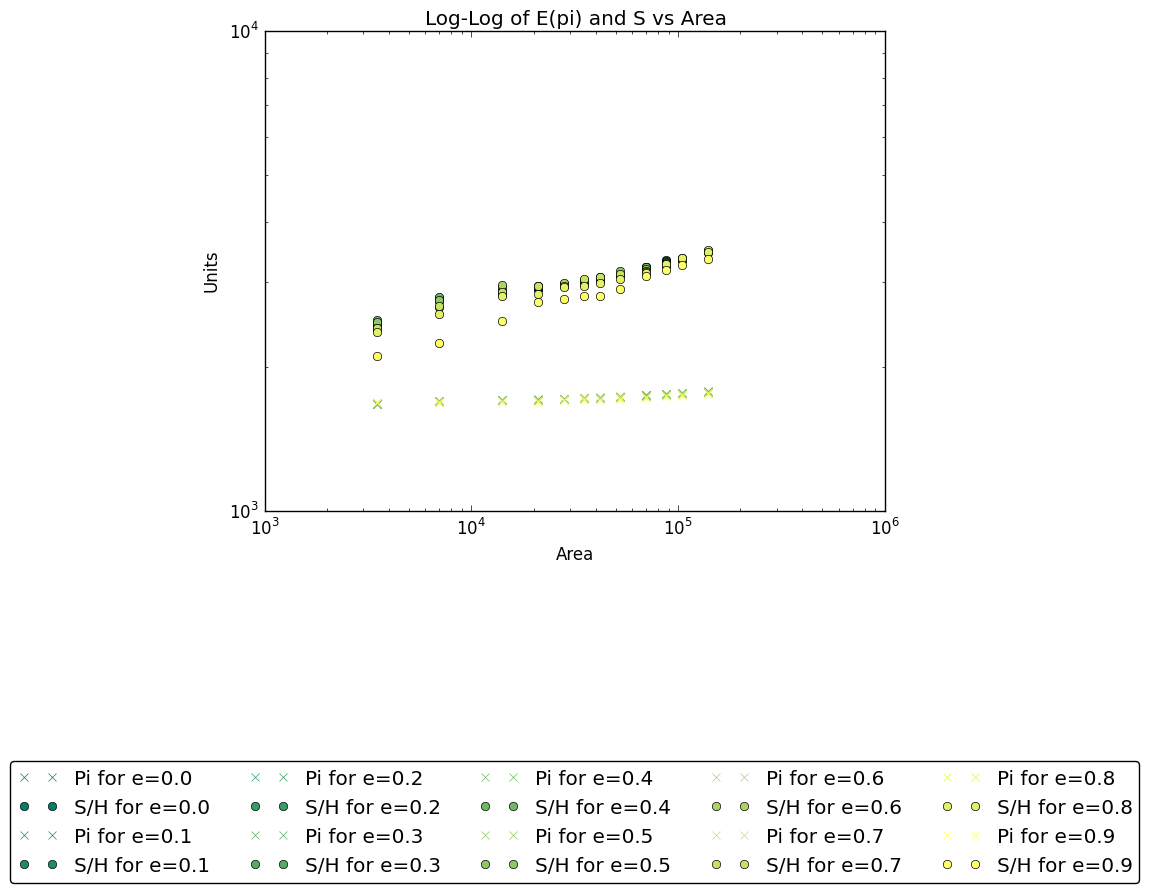 Log-Log of E(pi) and S vs Area
10^4
Units
10^3
10^3 10^4 10^5 10^6
Area
Pi for e=0.0 Pi for e=0.2 Pi for e=0.4 Pi for e=0.6 Pi for e=0.8
S/H for e=0.0 S/H for e=0.2 S/H for e=0.4 S/H for e=0.6 S/H for e=0.8
Pi for e=0.1 Pi for e=0.3 Pi for e=0.5 Pi for e=0.7 Pi for e=0.9
S/H for e=0.1 S/H for e=0.3 S/H for e=0.5 S/H for e=0.7 S/H for e=0.9